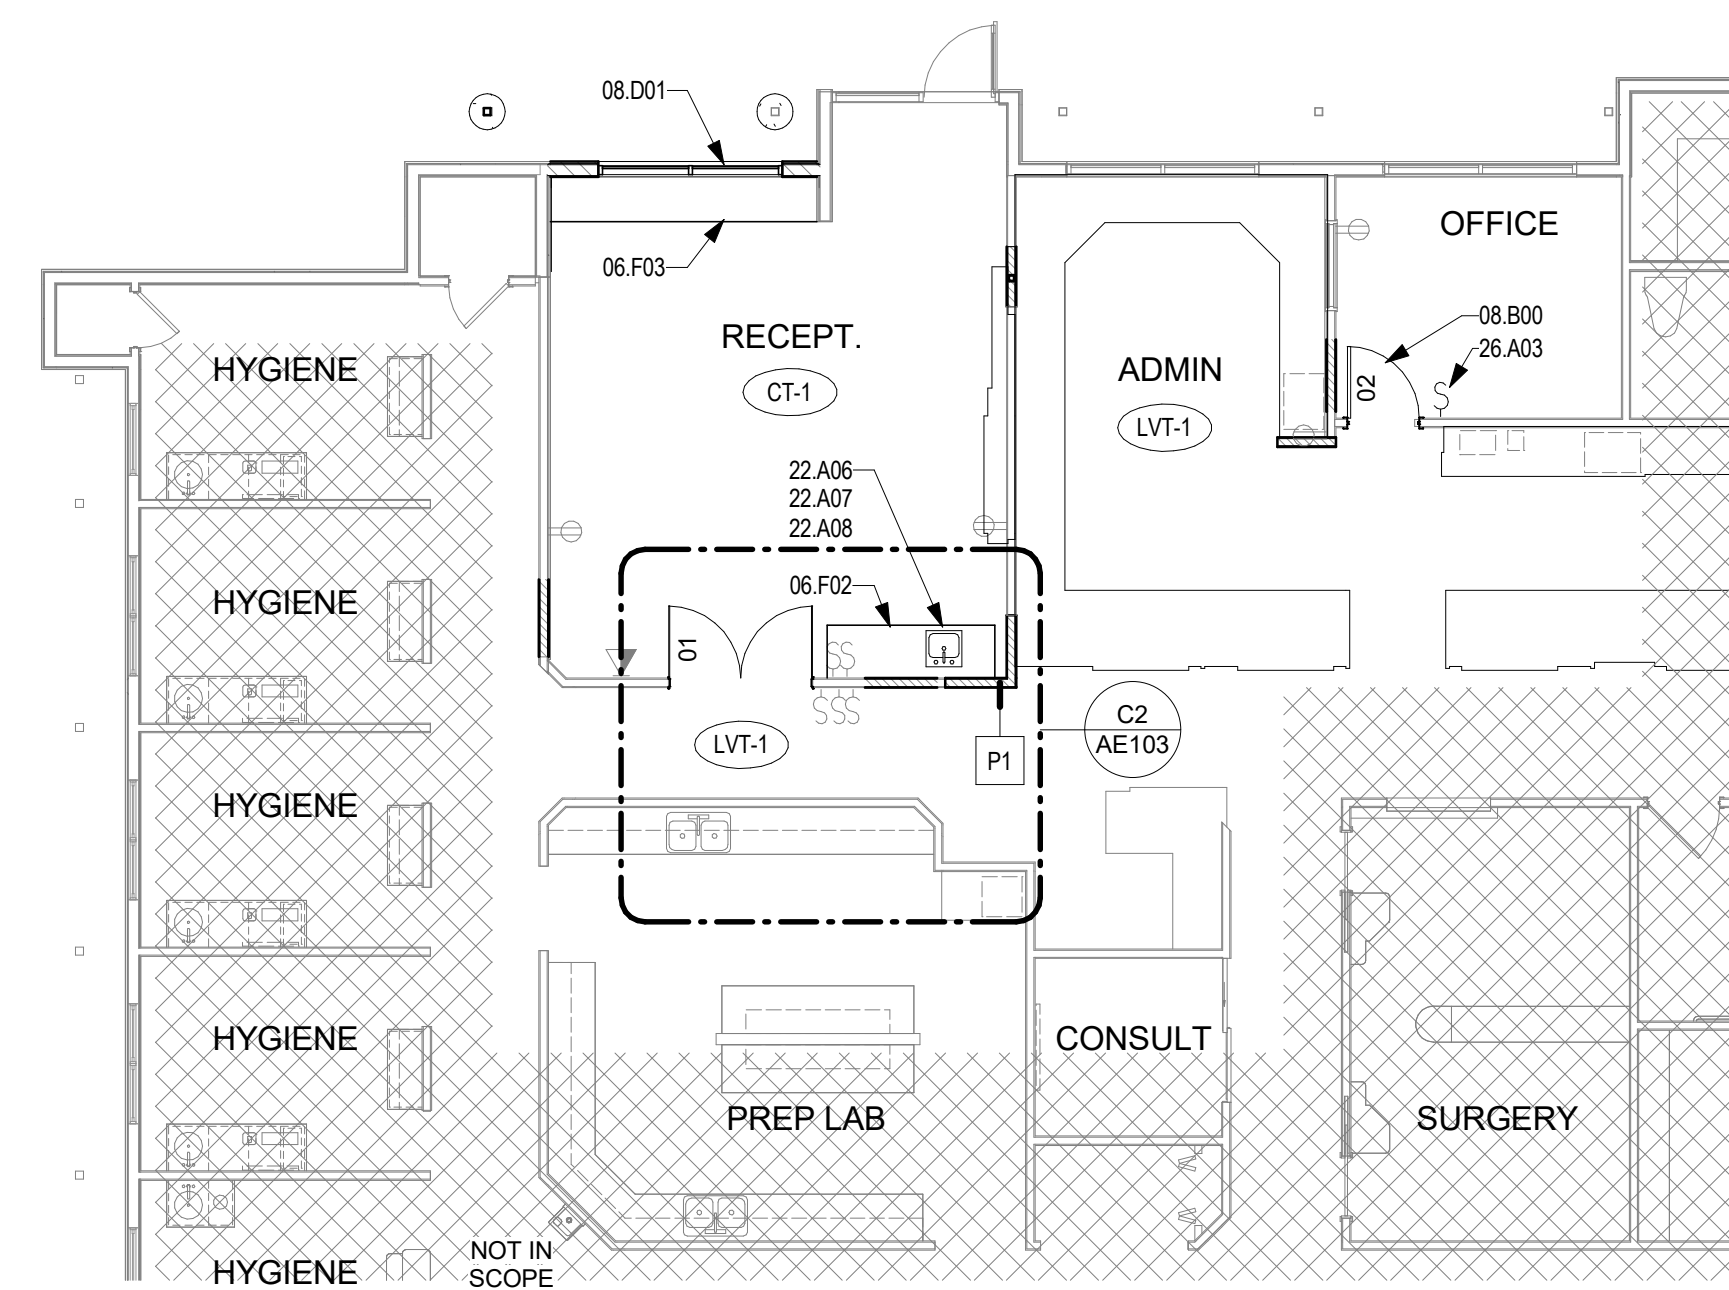 08.D01
06.F03
OFFICE
RECEPT.
CT-1
HYGIENE
ADMIN
LVT-1
02
08.B00
26.A03
22.A06
22.A07
22.A08
06.F02
HYGIENE
01
LVT-1
P1
C2
AE103
HYGIENE
HYGIENE
CONSULT
PREP LAB
SURGERY
NOT IN
SCOPE
HYGIENE